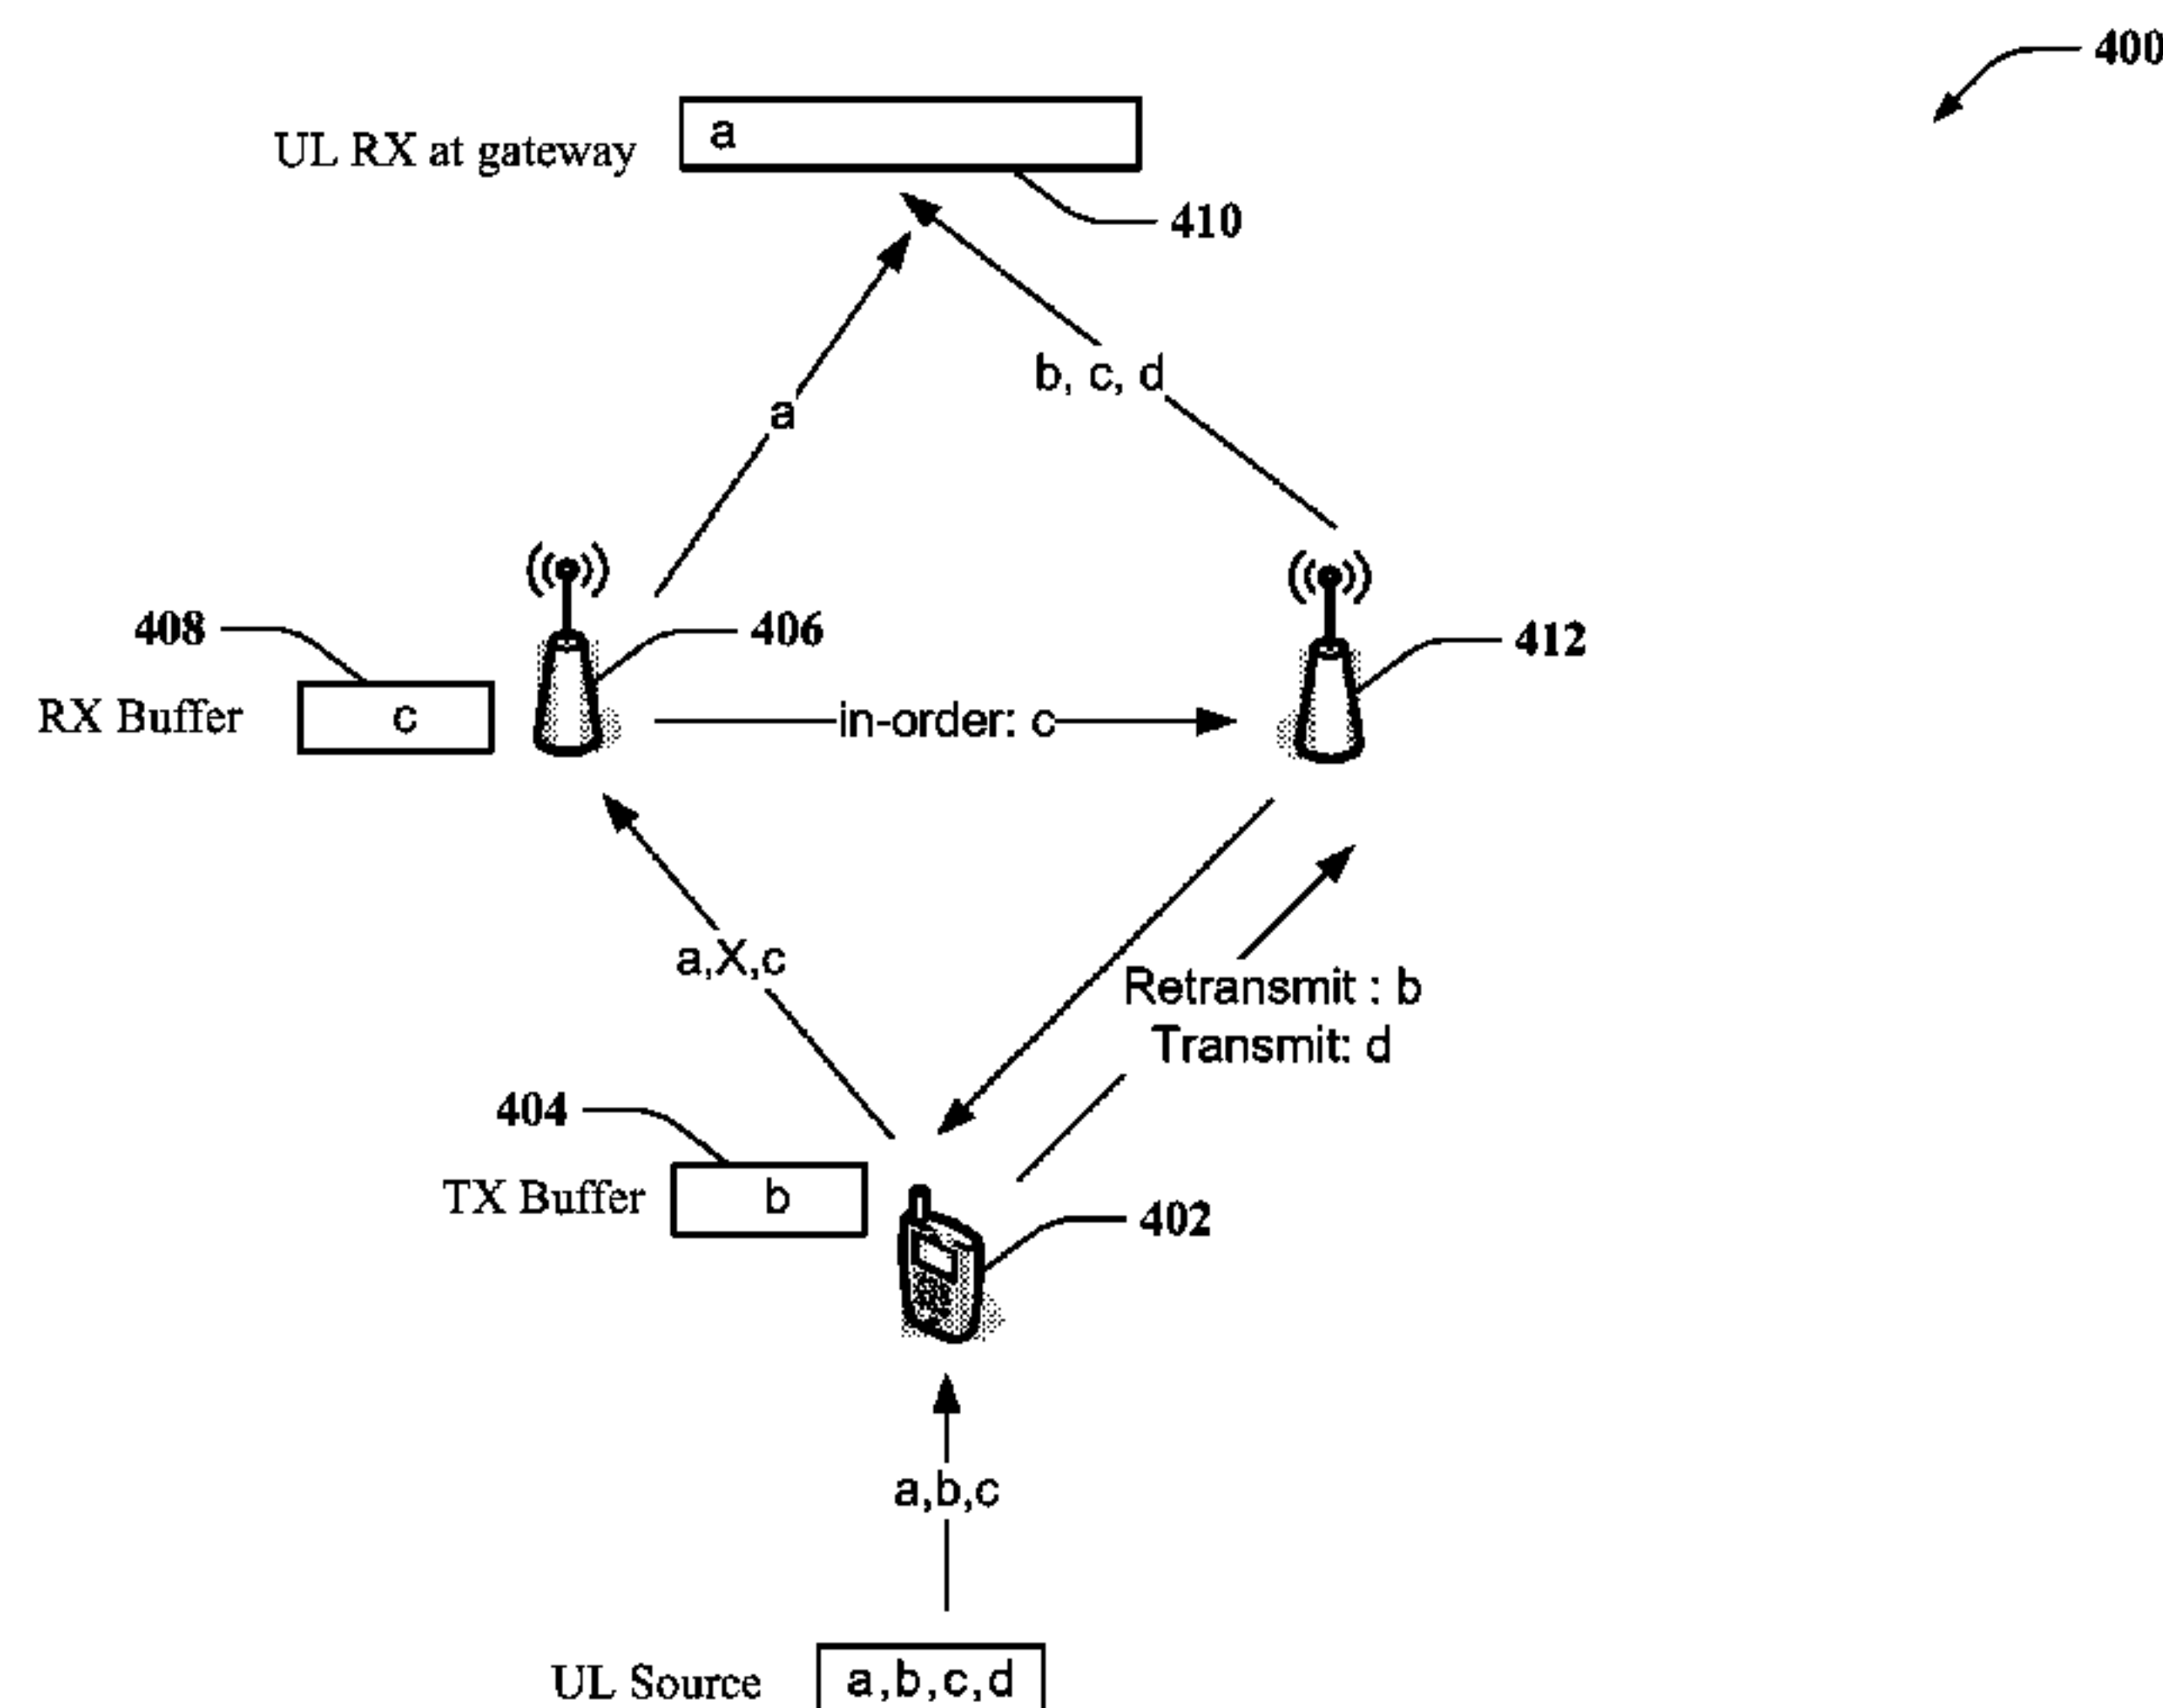 400
UL RX at gateway
a
410
b, c, d
a
408
406
412
RX Buffer
c
in-order: c
a,X,c
Retransmit : b
Transmit: d
404
TX Buffer
b
402
a,b,c
UL Source
a,b,c,d